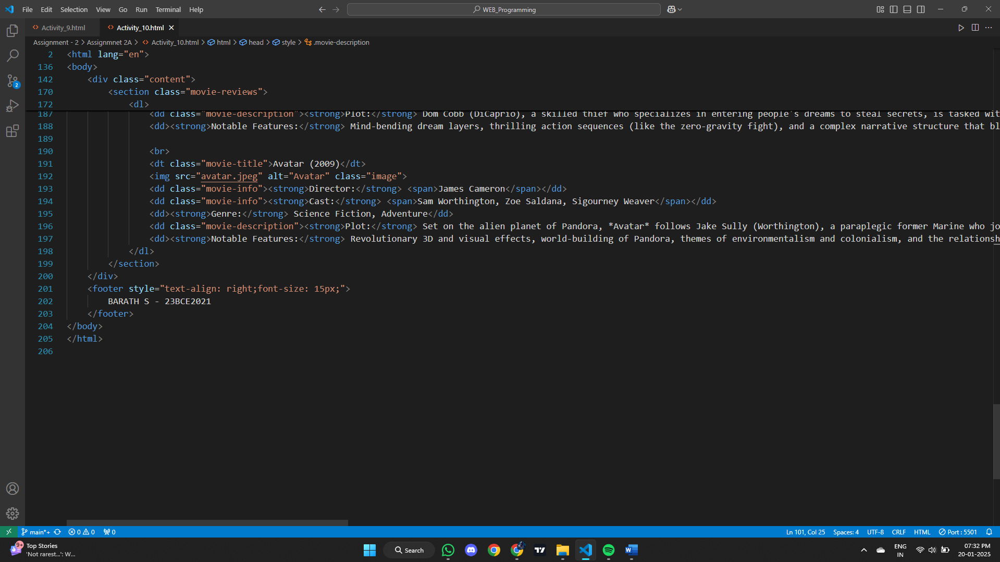 File Edit Selection View Go Run Terminal Help
WEB_Programming
Activity_9.html
Activity_10.html
Assignment - 2 > Assignmnet 2A > Activity_10.html > html > head > style > .movie-description
2 <html lang="en">
136 <body>
142 <div class="content">
170 <section class="movie-reviews">
172 <dl>
187 <dd class="movie-description"><strong>Plot:</strong> Dom Cobb (DiCaprio), a skilled thief who specializes in entering people's dreams to steal secrets, is tasked wit
188 <dd><strong>Notable Features:</strong> Mind-bending dream layers, thrilling action sequences (like the zero-gravity fight), and a complex narrative structure that bl
189
190 <br>
191 <dt class="movie-title">Avatar (2009)</dt>
192 <img src="avatar.jpeg" alt="Avatar" class="image">
193 <dd class="movie-info"><strong>Director:</strong> <span>James Cameron</span></dd>
194 <dd class="movie-info"><strong>Cast:</strong> <span>Sam Worthington, Zoe Saldana, Sigourney Weaver</span></dd>
195 <dd><strong>Genre:</strong> Science Fiction, Adventure</dd>
196 <dd class="movie-description"><strong>Plot:</strong> Set on the alien planet of Pandora, *Avatar* follows Jake Sully (Worthington), a paraplegic former Marine who jo
197 <dd><strong>Notable Features:</strong> Revolutionary 3D and visual effects, world-building of Pandora, themes of environmentalism and colonialism, and the relationsh
198 </dl>
199 </section>
200 </div>
201 <footer style="text-align: right;font-size: 15px;">
202 BARATH S - 23BCE2021
203 </footer>
204 </body>
205 </html>
206
2
main*+ 0 0 0
Ln 101, Col 25 Spaces: 4 UTF-8 CRLF HTML Port : 5501
9+ Top Stories
'Not rarest...': W...
Search
ENG
IN
07:32 PM
20-01-2025